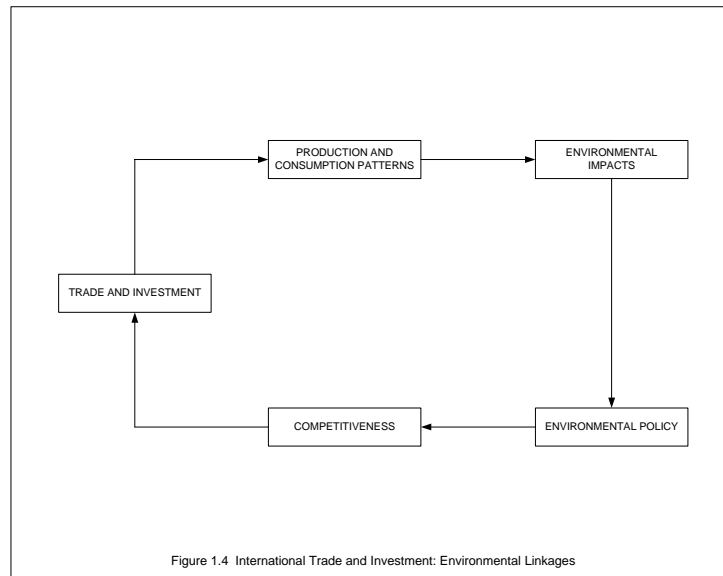 PRODUCTION AND
CONSUMPTION PATTERNS
ENVIRONMENTAL
IMPACTS
TRADE AND INVESTMENT
COMPETITIVENESS
ENVIRONMENTAL POLICY
Figure 1.4 International Trade and Investment: Environmental Linkages